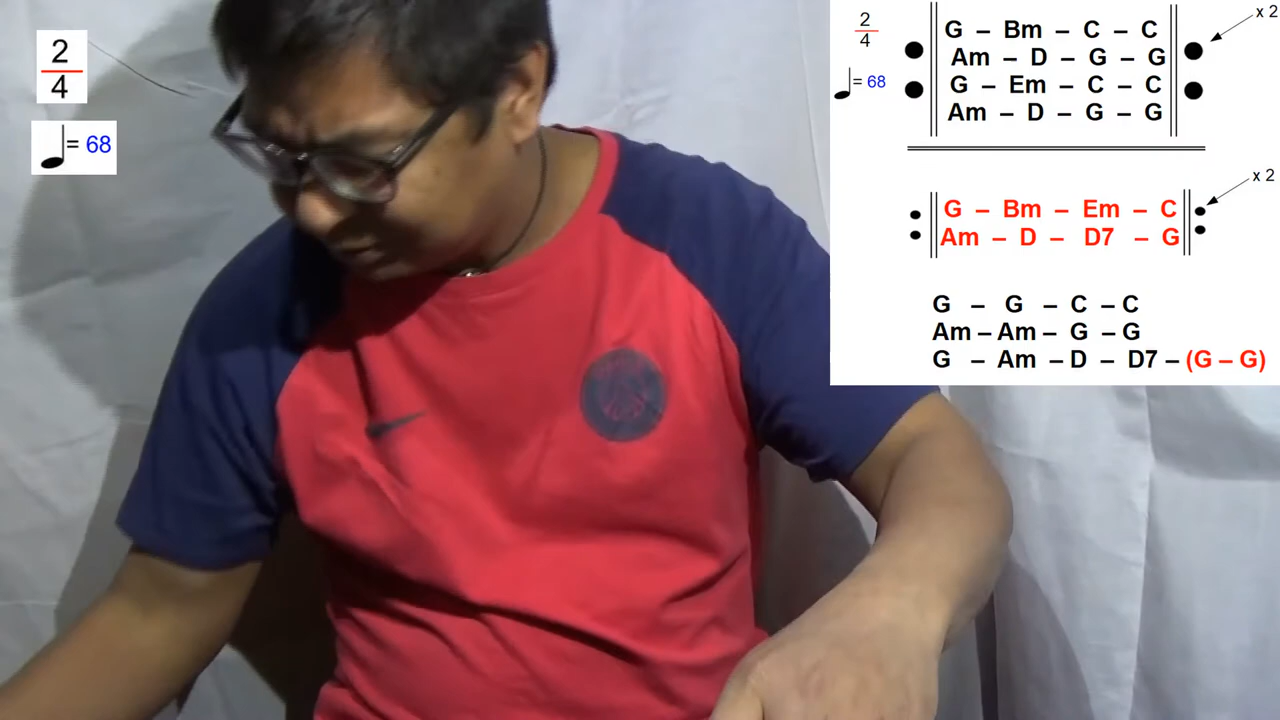 2
4
= 68
2
4
= 68
G – Bm – C – C
Am – D – G – G
G – Em – C – C
Am – D – G – G
x 2
G – Bm – Em – C
Am – D – D7 – G
x 2
G – G – C – C
Am – Am – G – G
G – Am – D – D7 – (G – G)